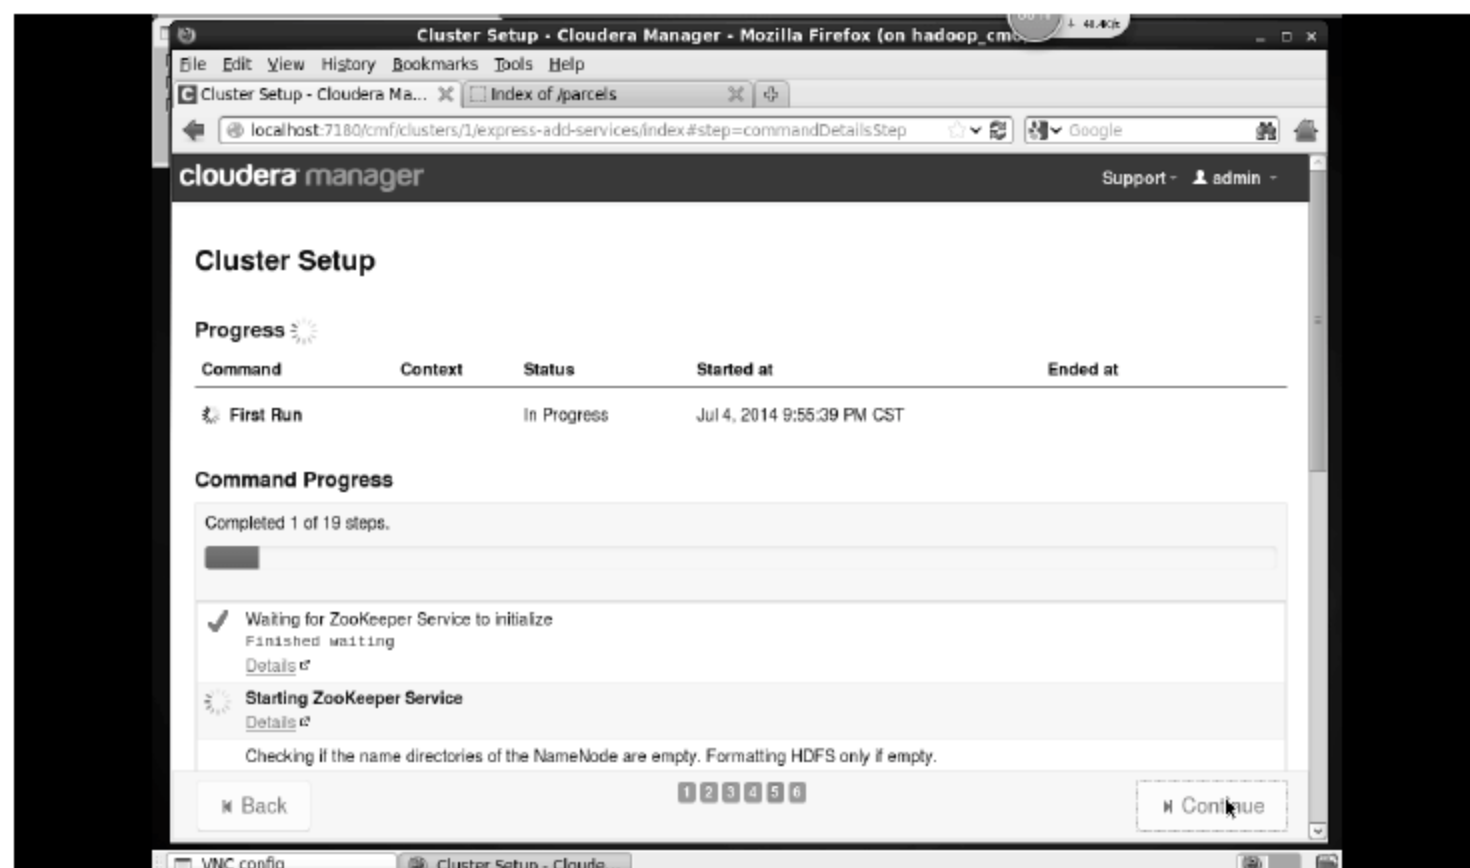 Cluster Setup - Cloudera Manager - Mozilla Firefox (on hadoop_cm
File Edit View History Bookmarks Tools Help
Cluster Setup - Cloudera Ma... Index of /parcels
localhost:7180/cmf/clusters/1/express-add-services/index#step=commandDetailsStep Google
cloudera manager Support admin
Cluster Setup
Progress
Command Context Status Started at Ended at
First Run In Progress Jul 4, 2014 9:55:39 PM CST
Command Progress
Completed 1 of 19 steps.
Waiting for ZooKeeper Service to initialize
Finished waiting
Details
Starting ZooKeeper Service
Details
Checking if the name directories of the NameNode are empty. Formatting HDFS only if empty.
Back 1 2 3 4 5 6 Continue
VNC config Cluster Setup - Cloude...